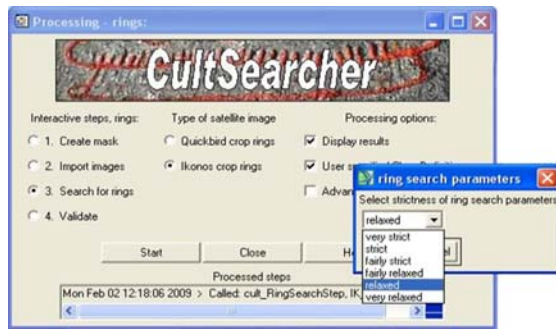 Processing - rings:
CultSearcher
Interactive steps, rings:
Type of satellite image
Processing options:
1. Create mask
Quickbird crop rings
Display results
2. Import images
Ikonos crop rings
User
3. Search for rings
4. Validate
ring search parameters
Select strictness of ring search parameters
relaxed
very strict
strict
fairly strict
fairly relaxed
relaxed
very relaxed
Start
Close
Processed steps
Mon Feb 02 12:18:06 2009 > Called: cult_RingSearchStep, IK